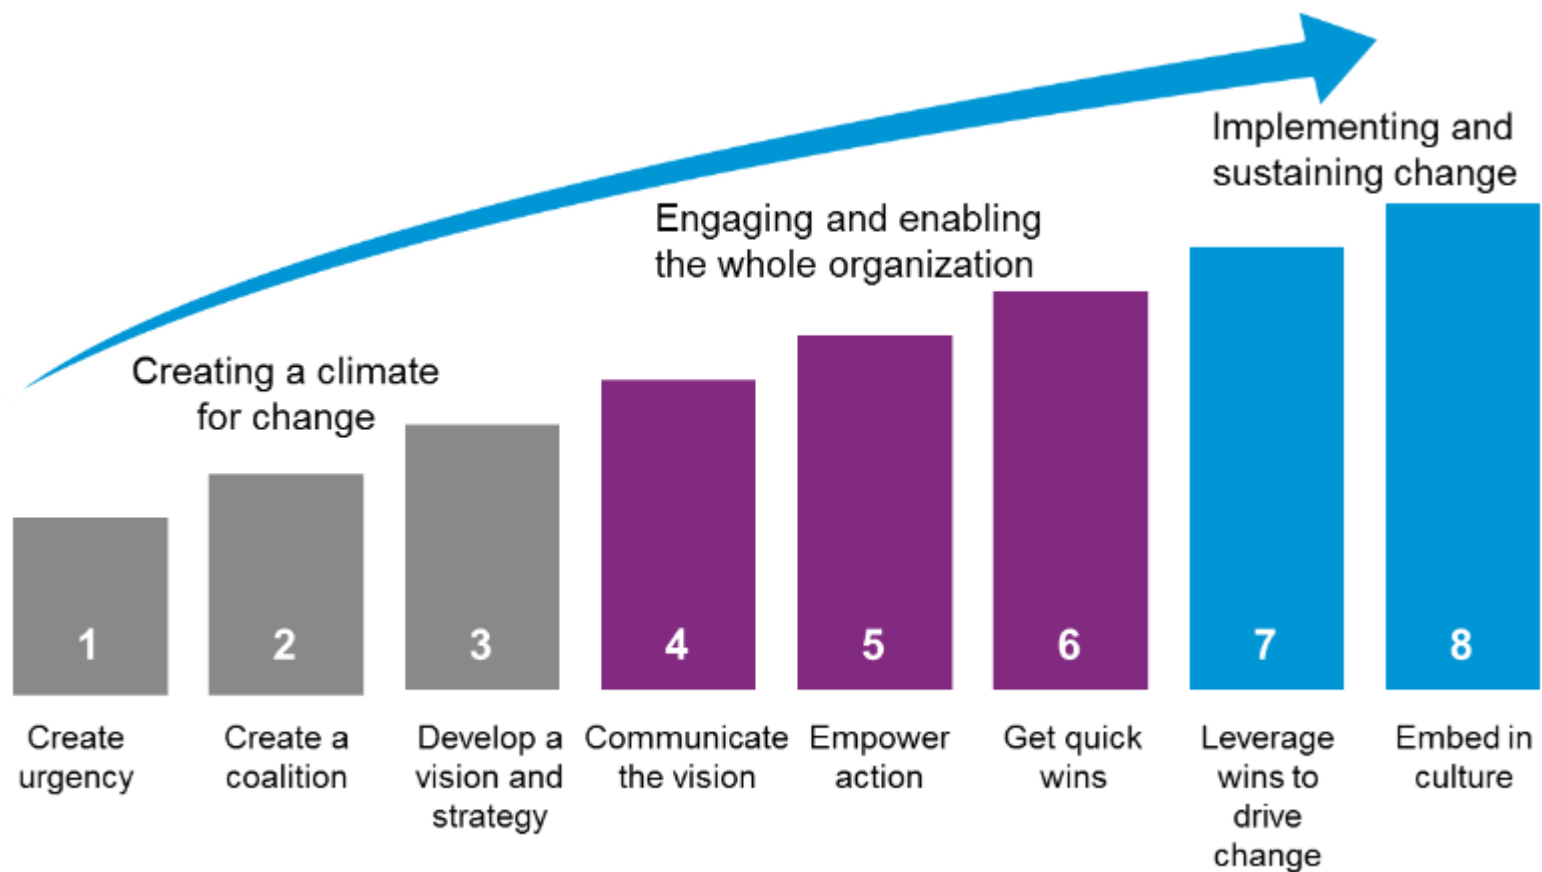 Implementing and
sustaining change
Engaging and enabling
the whole organization
Creating a climate
for change
1
2
3
4
5
6
7
8
Create
urgency
Create a
coalition
Develop a
vision and
strategy
Communicate
the vision
Empower
action
Get quick
wins
Leverage
wins to
drive
change
Embed in
culture